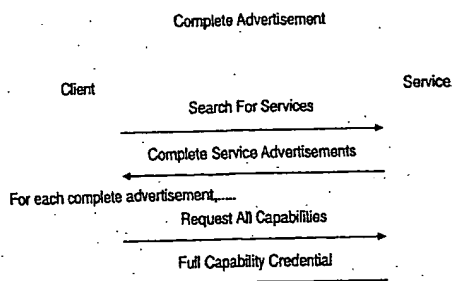 Complete Advertisement
Client
Service
Search For Services
Complete Service Advertisements
For each complete advertisement,.....
Request All Capabilities
Full Capability Credential